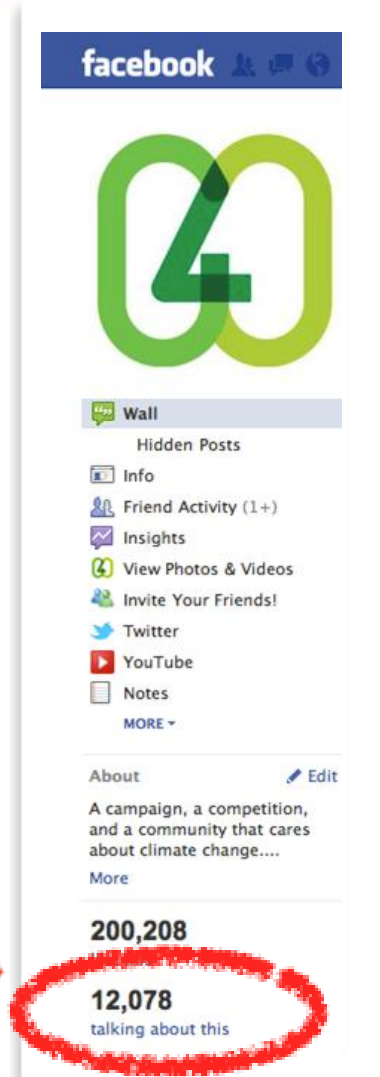 facebook
4
Wall
Hidden Posts
Info
Friend Activity (1+)
Insights
View Photos & Videos
Invite Your Friends!
Twitter
YouTube
Notes
MORE
About
Edit
A campaign, a competition,
and a community that cares
about climate change....
More
200,208
12,078
talking about this